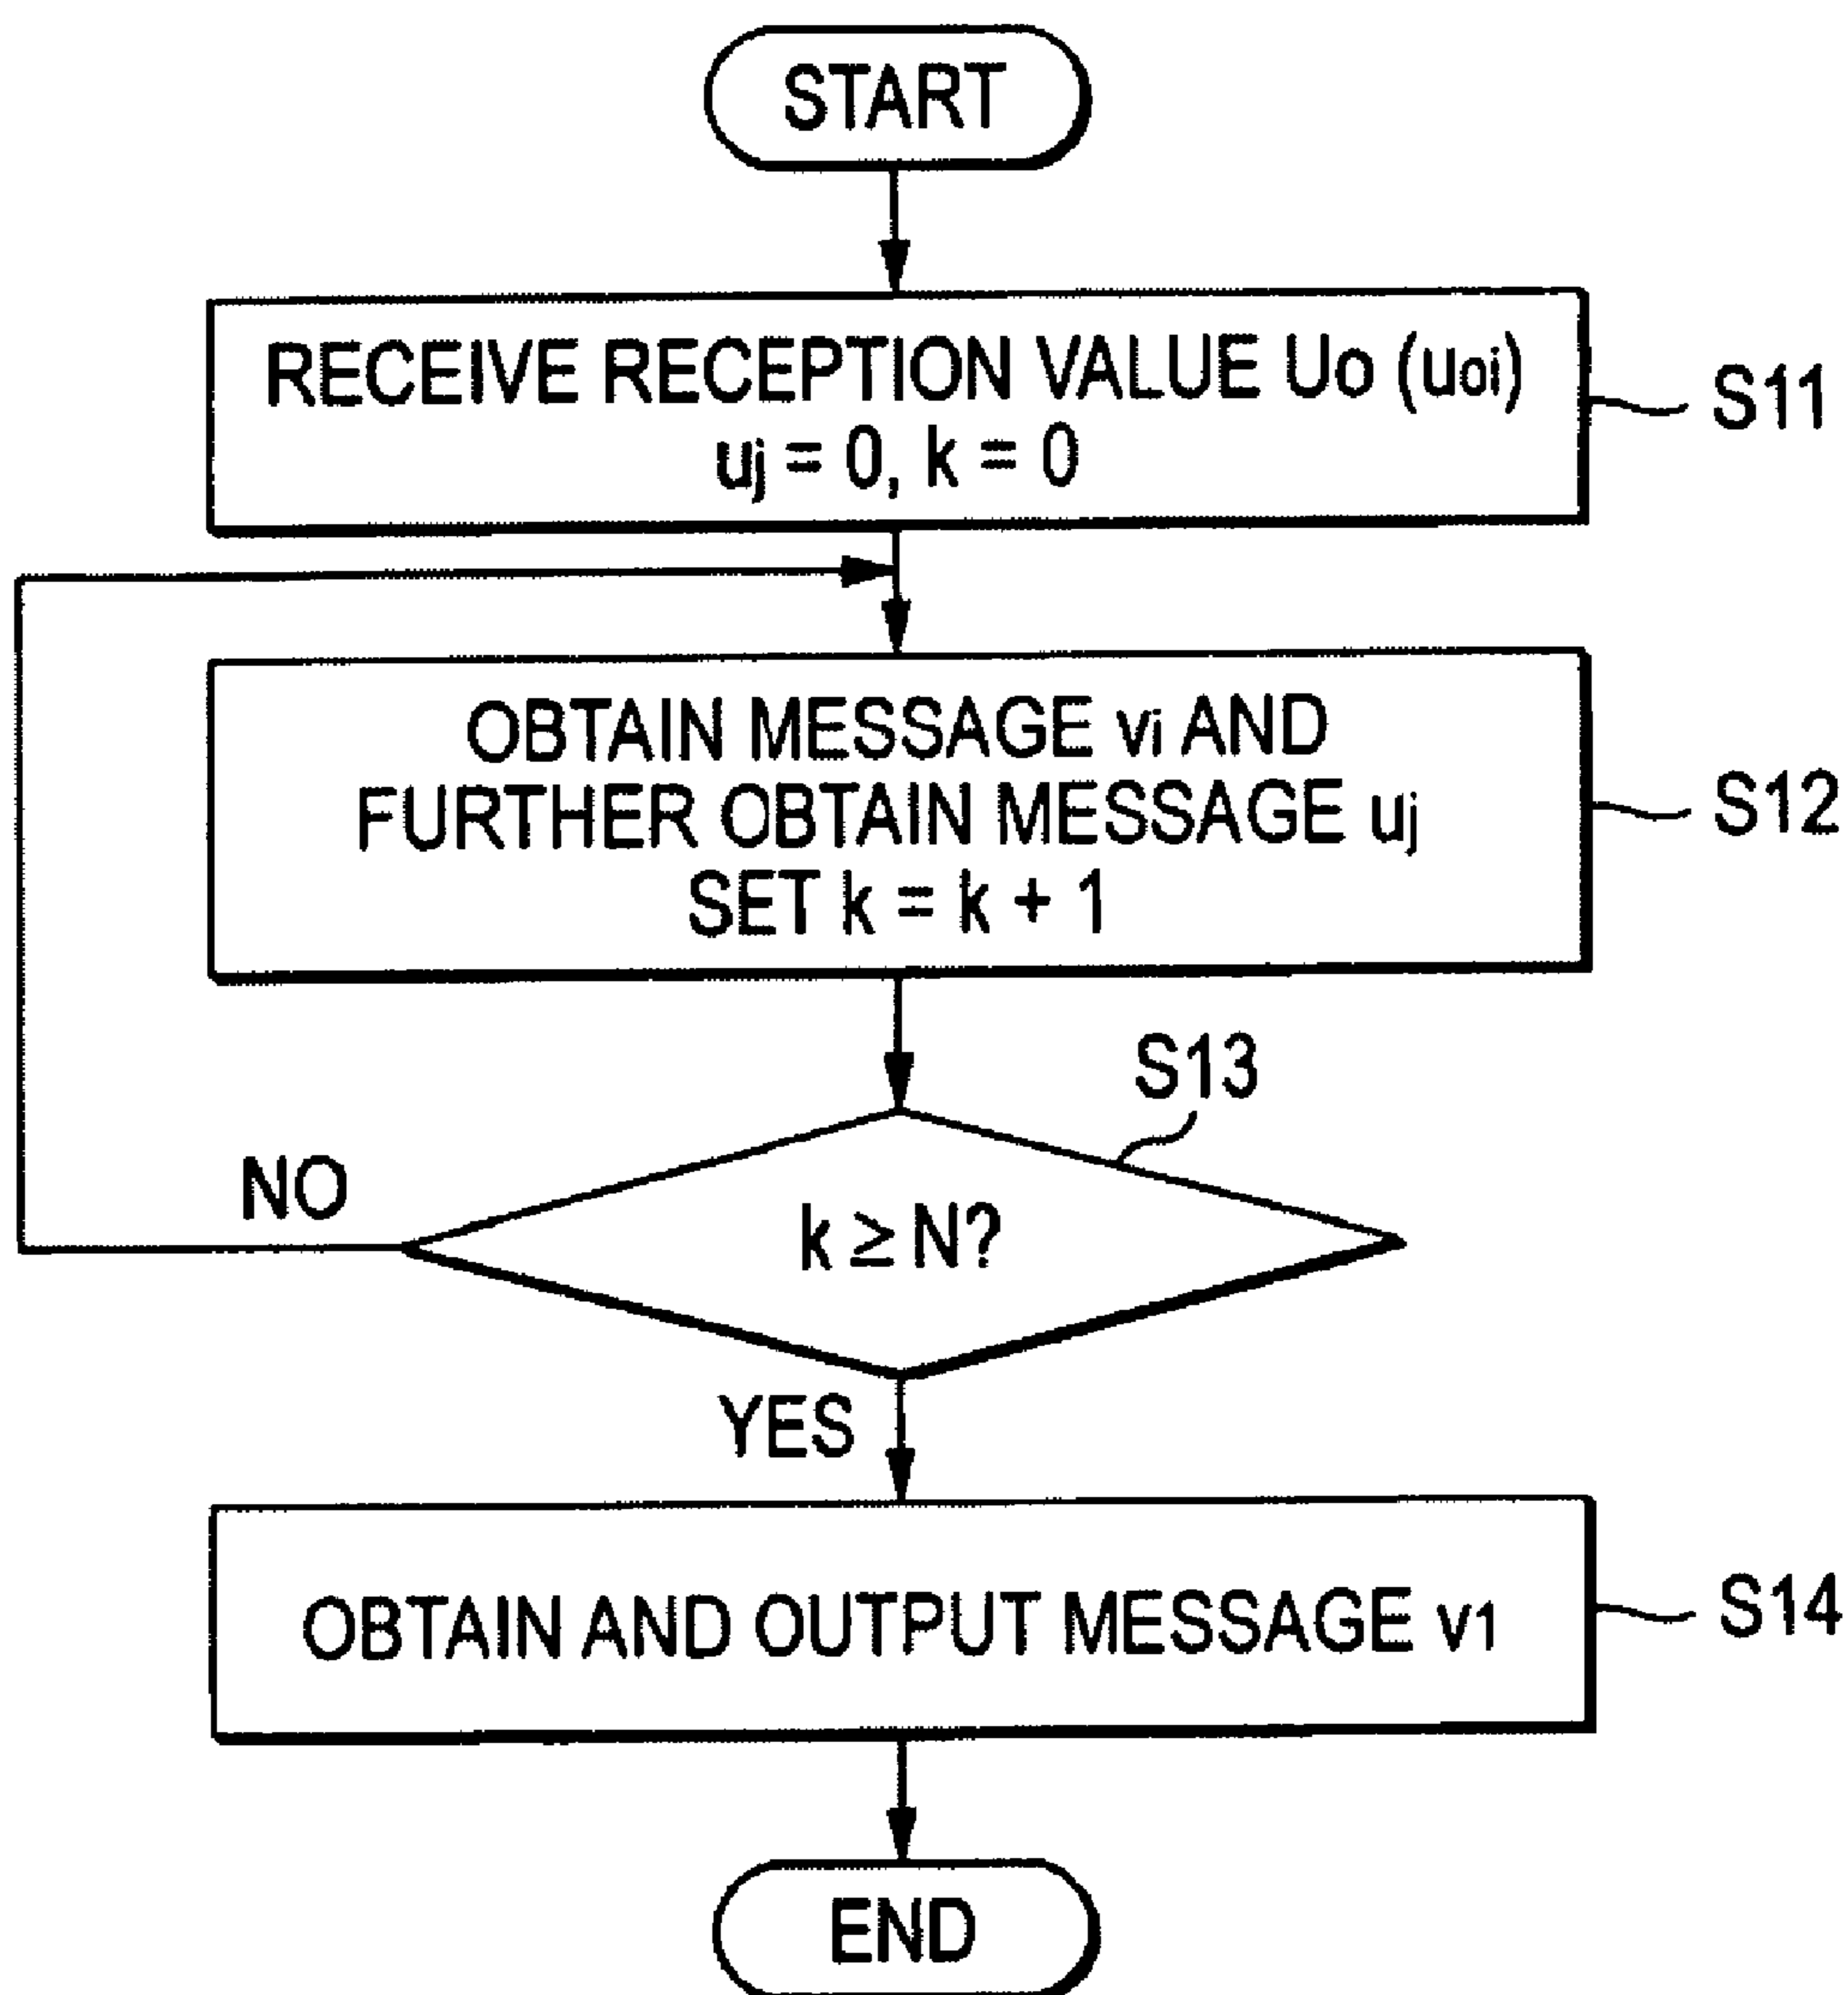 START
RECEIVE RECEPTION VALUE Uo (uoi)
uj = 0, k = 0
S11
OBTAIN MESSAGE vi AND
FURTHER OBTAIN MESSAGE uj
SET k = k + 1
S12
S13
NO
k ≥ N?
YES
OBTAIN AND OUTPUT MESSAGE v1
S14
END